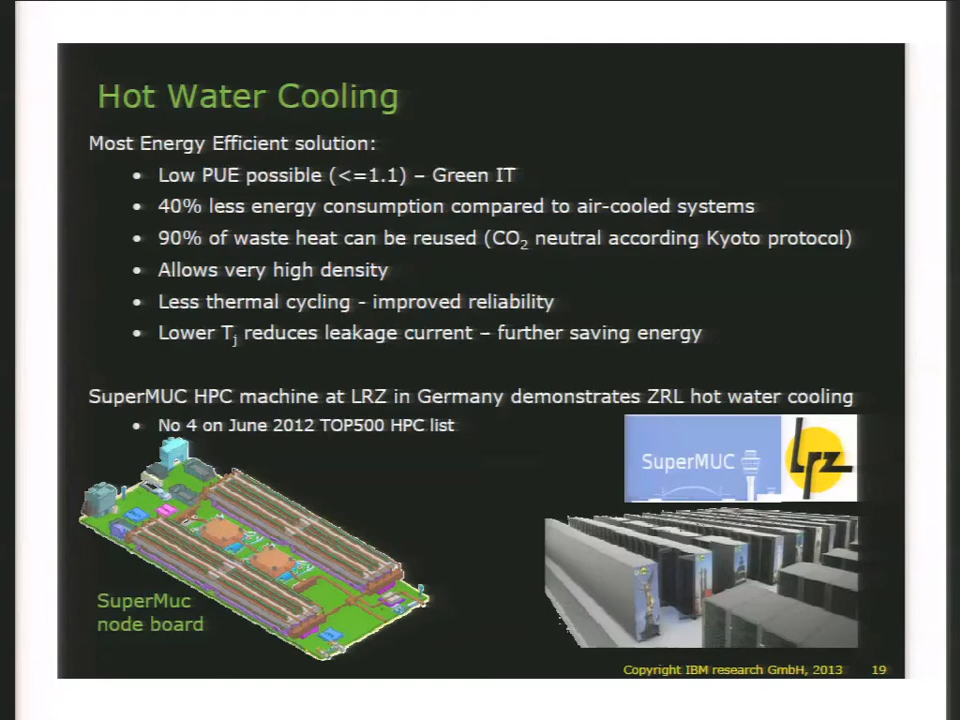 Hot Water Cooling
Most Energy Efficient solution:
• Low PUE possible (<=1.1) – Green IT
• 40% less energy consumption compared to air-cooled systems
• 90% of waste heat can be reused (CO2 neutral according Kyoto protocol)
• Allows very high density
• Less thermal cycling - improved reliability
• Lower Tj reduces leakage current – further saving energy
SuperMUC HPC machine at LRZ in Germany demonstrates ZRL hot water cooling
• No 4 on June 2012 TOP500 HPC list
SuperMUC
lrz
SuperMuc
node board
Copyright IBM research GmbH, 2013 19